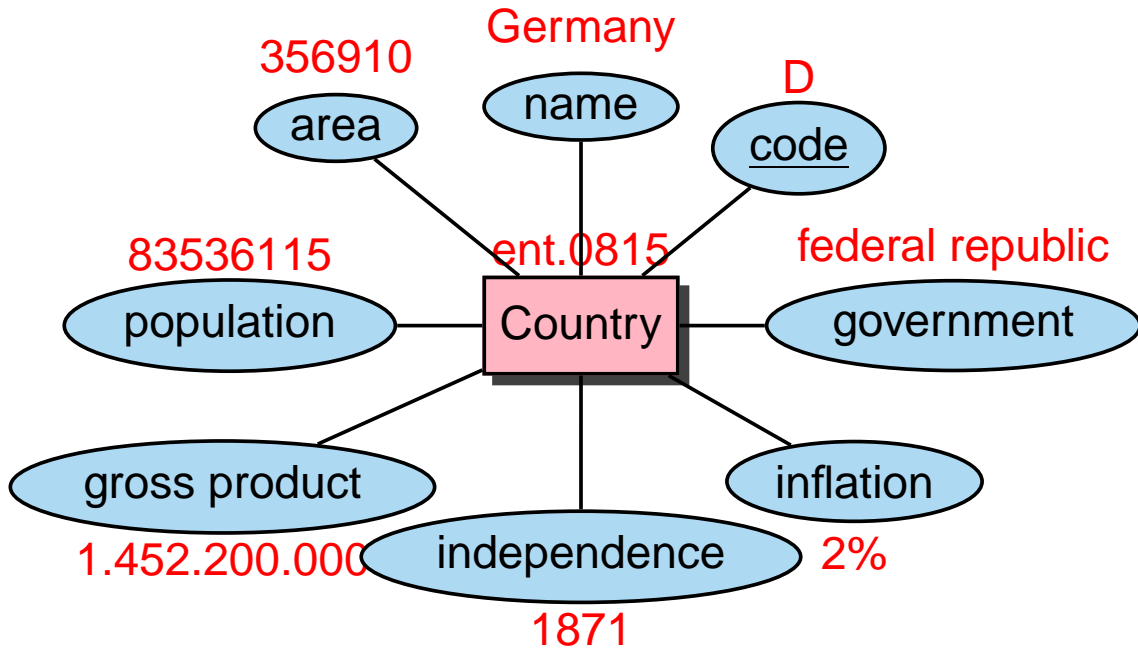 Germany
356910
D
name
area
code
ent.0815
83536115
federal republic
population
Country
government
gross product
inflation
independence
1.452.200.000
2%
1871